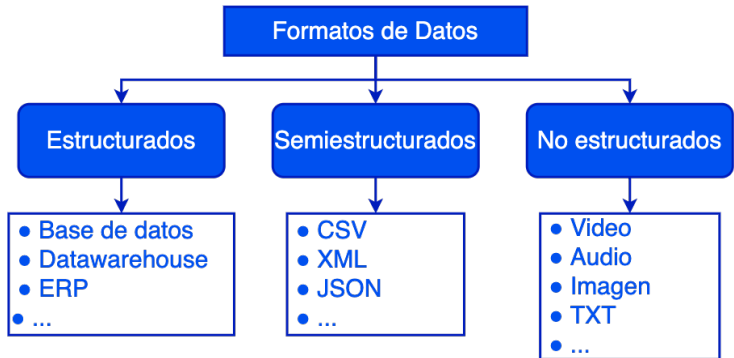 Formatos de Datos
Estructurados
Semiestructurados
No estructurados
● Base de datos
● Datawarehouse
● ERP
● ...
● CSV
● XML
● JSON
● ...
● Video
● Audio
● Imagen
● TXT
● ...